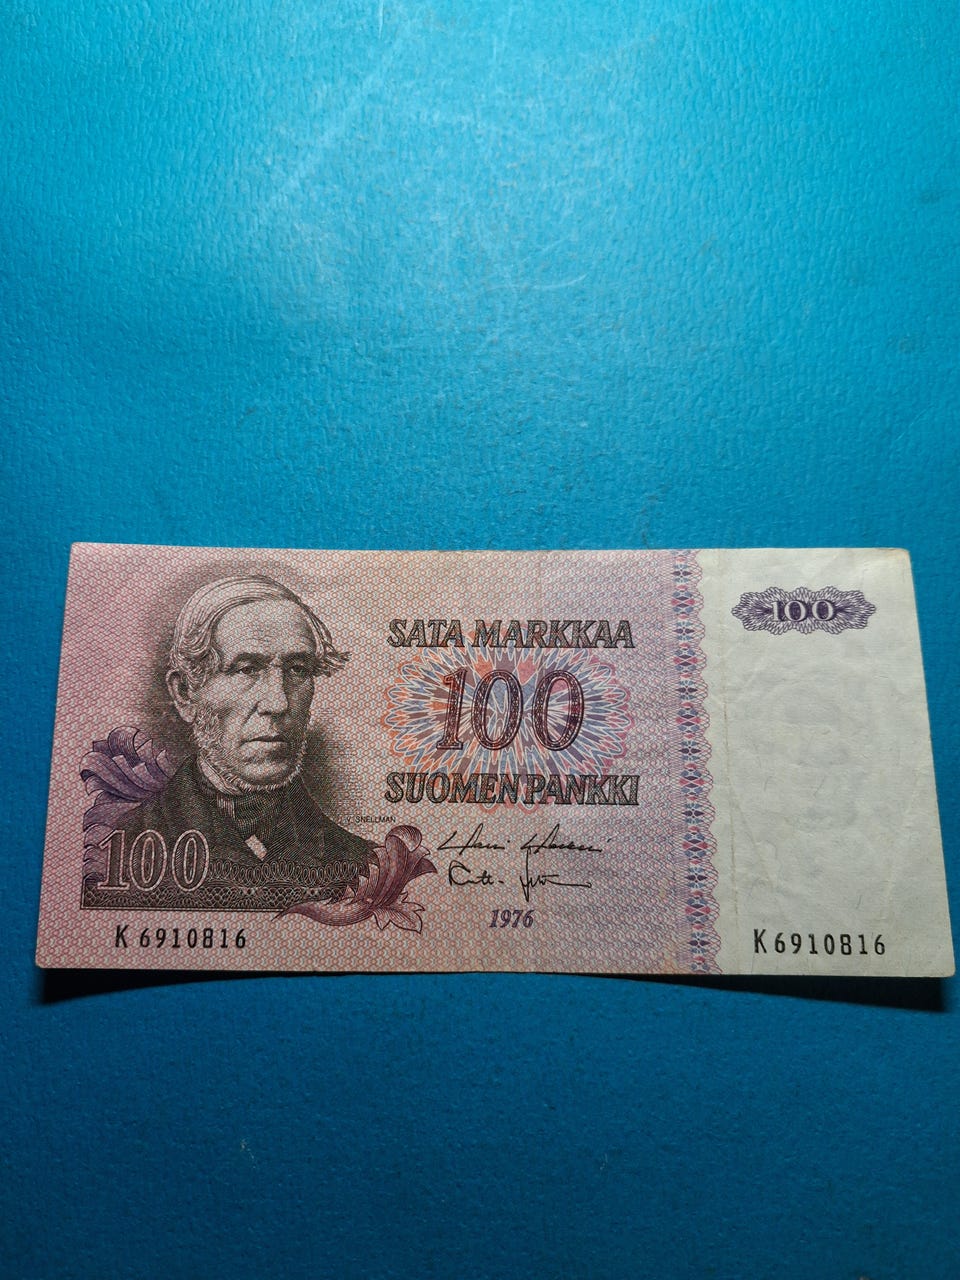 SATA MARKKAA
100
100
SUOMEN PANKKI
SNELLMAN
100
1976
K 6910816
K 6910816